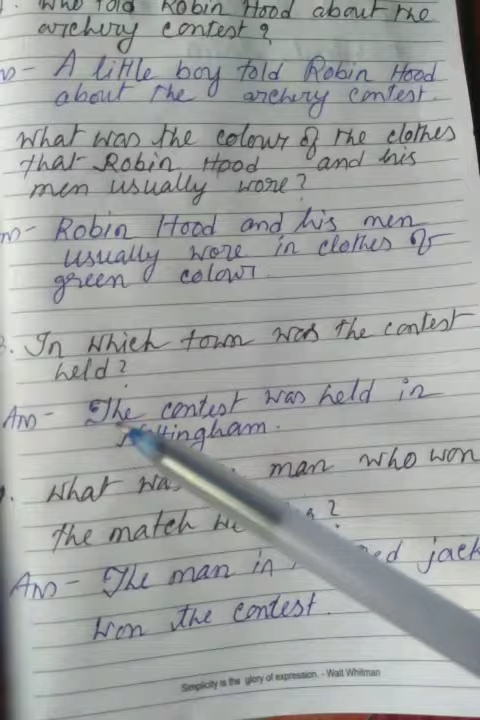 Who told Robin Hood about the
archery contest?
A little boy told Robin Hood
about the archery contest.
What was the colour of the clothes
that Robin Hood and his
men usually wore?
Robin Hood and his men
usually wore in clothes of
green colour.
In which town was the contest
held?
Ans- The contest was held in
Nottingham.
What was man who won
the match
Ans- The man in red jack
won the contest.
Simplicity is the glory of expression. - Walt Whitman